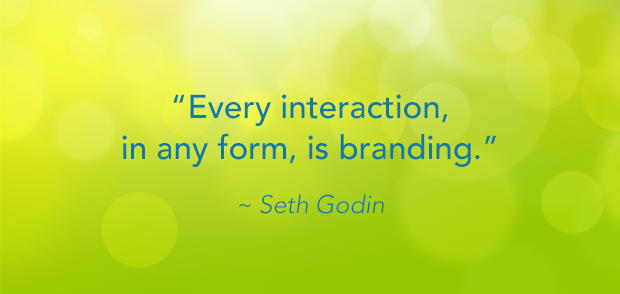 “Every interaction,
in any form, is branding.”
~ Seth Godin